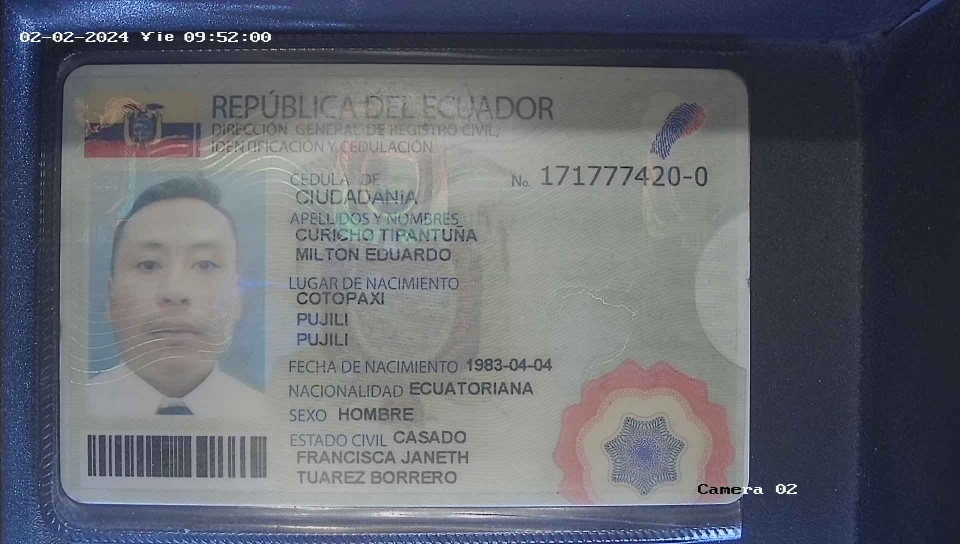 02-02-2024 Vie 09:52:00
REPÚBLICA DEL ECUADOR
DIRECCIÓN GENERAL DE REGISTRO CIVIL,
IDENTIFICACIÓN Y CEDULACIÓN
CÉDULA DE No. 171777420-0
CIUDADANÍA
APELLIDOS Y NOMBRES
CURICHO TIPANTUÑA
MILTON EDUARDO
LUGAR DE NACIMIENTO
COTOPAXI
PUJILI
PUJILI
FECHA DE NACIMIENTO 1983-04-04
NACIONALIDAD ECUATORIANA
SEXO HOMBRE
ESTADO CIVIL CASADO
FRANCISCA JANETH
TUAREZ BORRERO
Camera 02